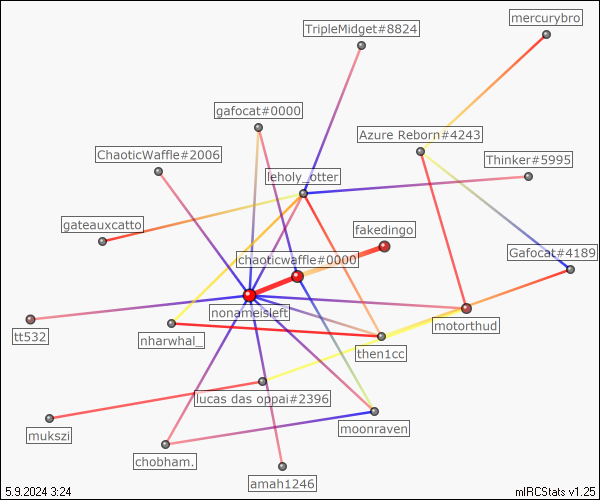 mercurybro
TripleMidget#8824
gafocat#0000
Azure Reborn#4243
ChaoticWaffle#2006
Thinker#5995
leholy_otter
gateauxcatto
fakedingo
Gafocat#4189
chaoticwaffle#0000
nonameisleft
motorthud
tt532
nharwhal_
then1cc
lucas das oppai#2396
moonraven
mukszi
chobham.
amah1246
5.9.2024 3:24
mIRCStats v1.25